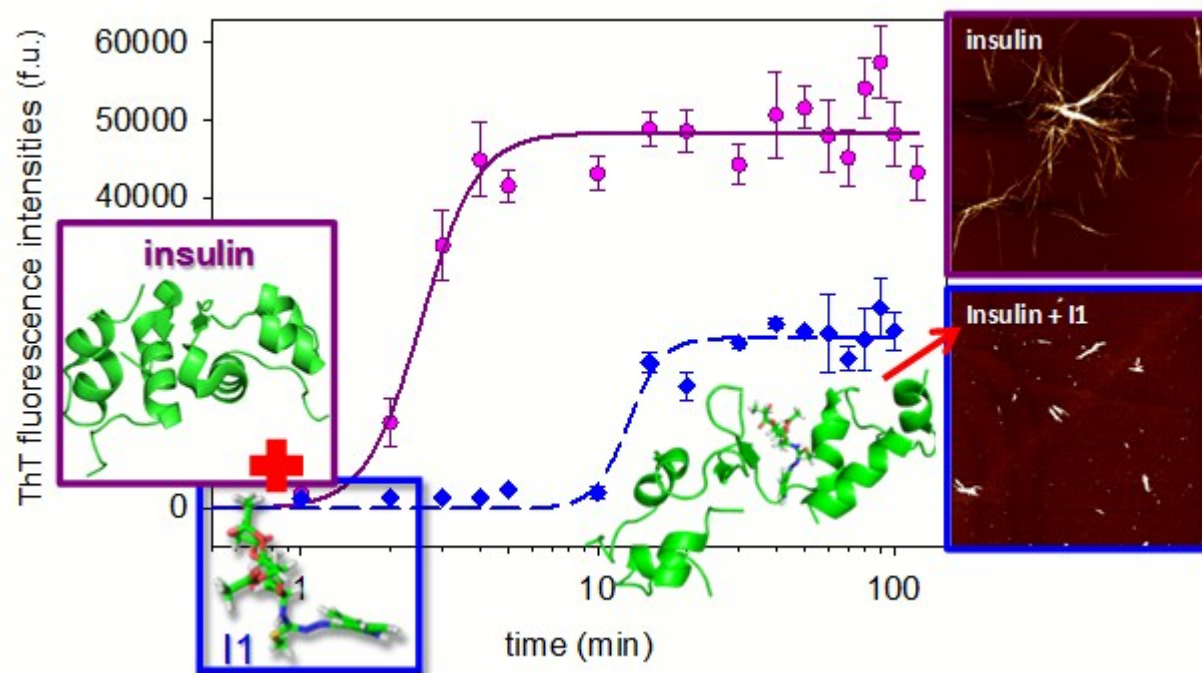 ThT fluorescence intensities (f.u.)
60000
50000
40000
0
insulin
I1
1
10
100
time (min)
insulin
Insulin + I1